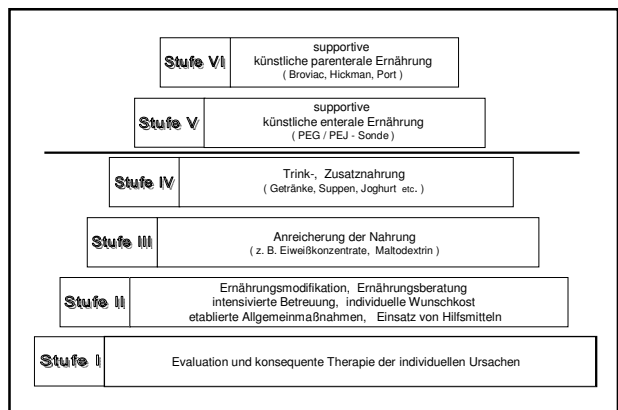 Stufe VI
supportive
künstliche parenterale Ernährung
( Broviac, Hickman, Port )
Stufe V
supportive
künstliche enterale Ernährung
( PEG / PEJ - Sonde )
Stufe IV
Trink-, Zusatznahrung
( Getränke, Suppen, Joghurt etc. )
Stufe III
Anreicherung der Nahrung
( z. B. Eiweißkonzentrate, Maltodextrin )
Stufe II
Ernährungsmodifikation, Ernährungsberatung
intensivierte Betreuung, individuelle Wunschkost
etablierte Allgemeinmaßnahmen, Einsatz von Hilfsmitteln
Stufe I
Evaluation und konsequente Therapie der individuellen Ursachen